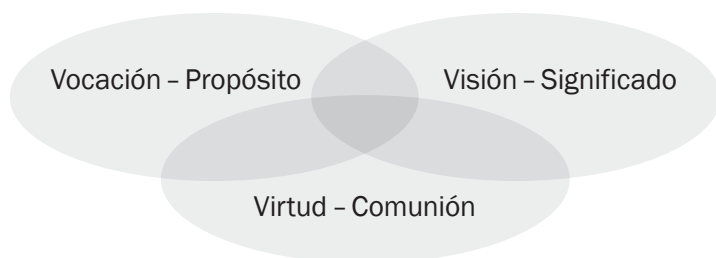 Vocación – Propósito
Visión – Significado
Virtud – Comunión